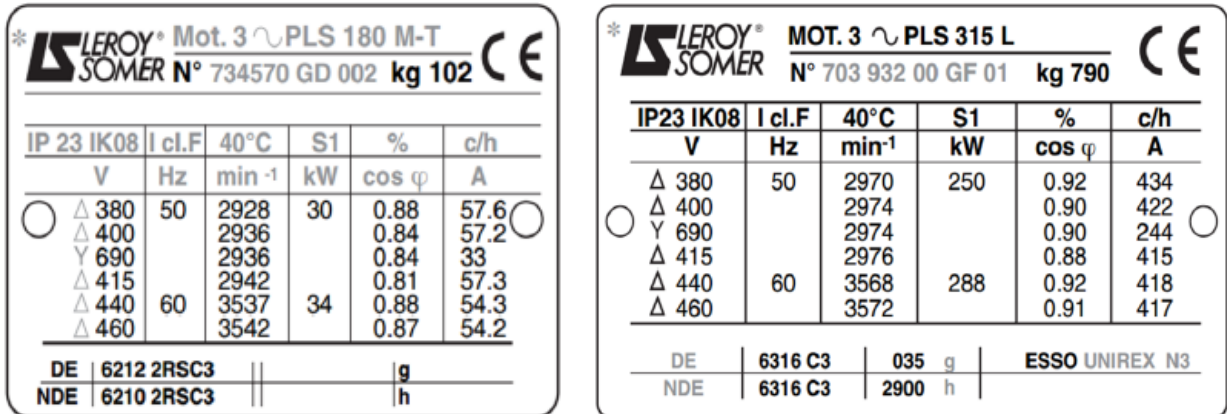 * LS LEROY® SOMER Mot. 3 ∿ PLS 180 M-T CE
N° 734570 GD 002 kg 102
IP 23 IK08 I cl.F 40°C S1 % c/h
V Hz min -1 kW cos φ A
Δ 380 50 2928 30 0.88 57.6
Δ 400 2936 0.84 57.2
Y 690 2936 0.84 33
Δ 415 2942 0.81 57.3
Δ 440 60 3537 34 0.88 54.3
Δ 460 3542 0.87 54.2
DE 6212 2RSC3 g
NDE 6210 2RSC3 h
* LS LEROY® SOMER MOT. 3 ∿ PLS 315 L CE
N° 703 932 00 GF 01 kg 790
IP23 IK08 I cl.F 40°C S1 % c/h
V Hz min-1 kW cos φ A
Δ 380 50 2970 250 0.92 434
Δ 400 2974 0.90 422
Y 690 2974 0.90 244
Δ 415 2976 0.88 415
Δ 440 60 3568 288 0.92 418
Δ 460 3572 0.91 417
DE 6316 C3 035 g ESSO UNIREX N3
NDE 6316 C3 2900 h